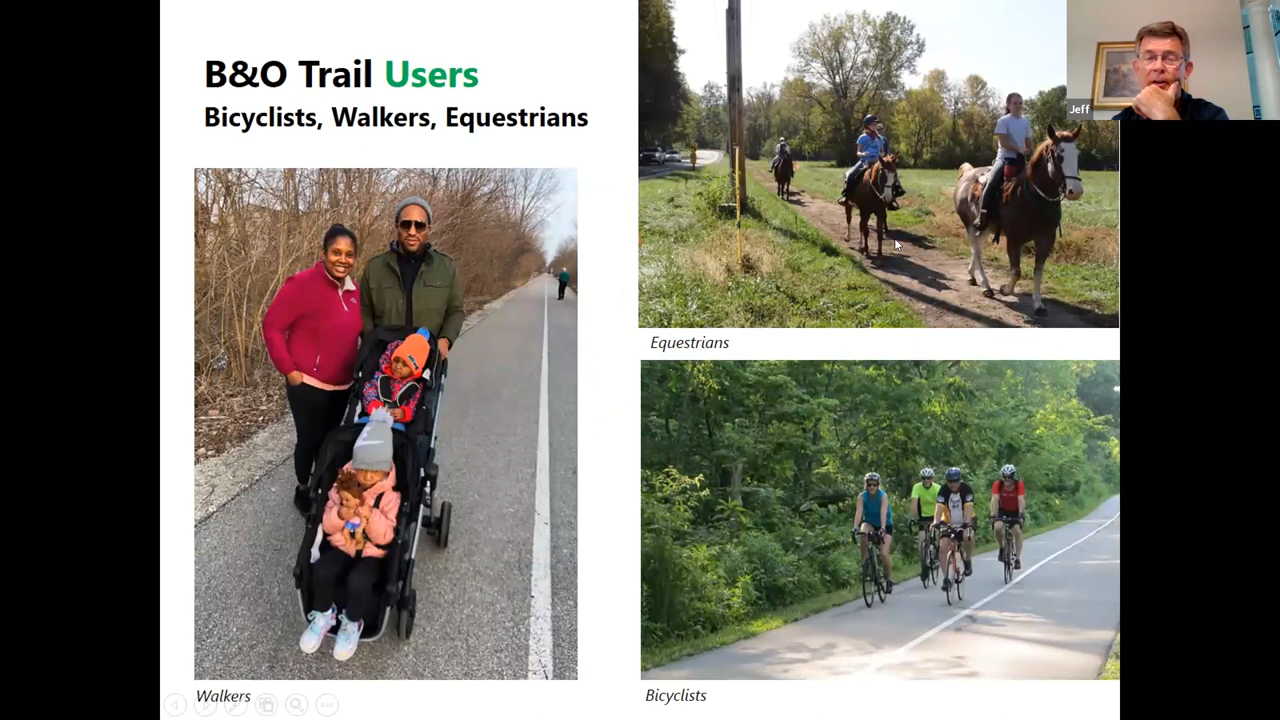 B&O Trail Users
Bicyclists, Walkers, Equestrians
Jeff
Equestrians
Walkers
Bicyclists